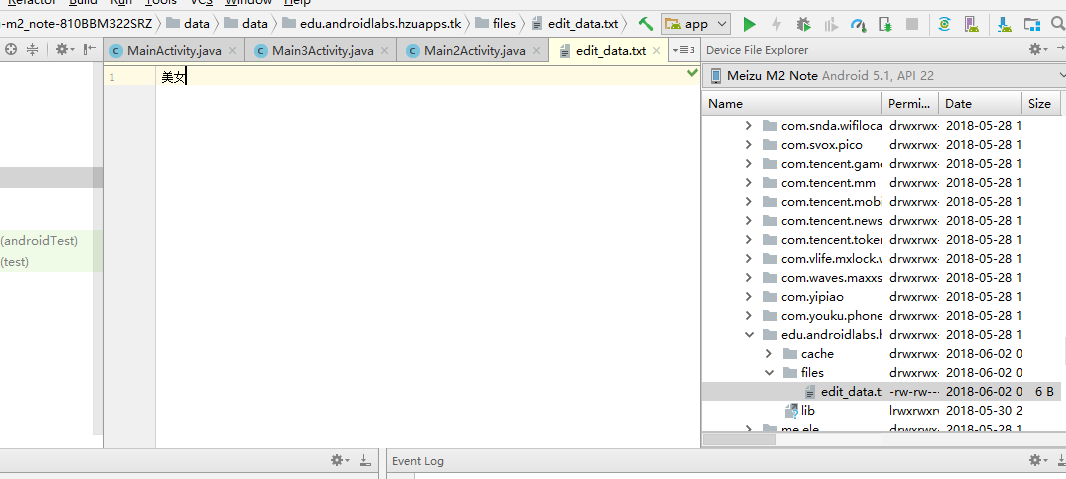 Refactor Build Run Tools VCS Window Help
-m2_note-810BBM322SRZ data data edu.androidlabs.hzuapps.tk files edit_data.txt app
MainActivity.java Main3Activity.java Main2Activity.java edit_data.txt 3 Device File Explorer
1 美女
Meizu M2 Note Android 5.1, API 22
Name Permi... Date Size
com.snda.wifiloca drwxrwx- 2018-05-28 1
com.svox.pico drwxrwx- 2018-05-28 1
com.tencent.game drwxrwx- 2018-05-28 1
com.tencent.mm drwxrwx- 2018-05-28 1
com.tencent.mob drwxrwx- 2018-05-28 1
com.tencent.news drwxrwx- 2018-05-28 1
(androidTest) com.tencent.token drwxrwx- 2018-05-28 1
(test) com.vlife.mxlock.w drwxrwx- 2018-05-28 1
com.waves.maxxs drwxrwx- 2018-05-28 1
com.yipiao drwxrwx- 2018-05-28 1
com.youku.phone drwxrwx- 2018-05-28 1
edu.androidlabs.h drwxrwx- 2018-05-28 1
cache drwxrwx- 2018-06-02 0
files drwxrwx- 2018-06-02 0
edit_data.t -rw-rw--- 2018-06-02 0 6 B
lib lrwxrwxrv 2018-05-30 2
me.ele drwxrwx- 2018-05-28 1
Event Log